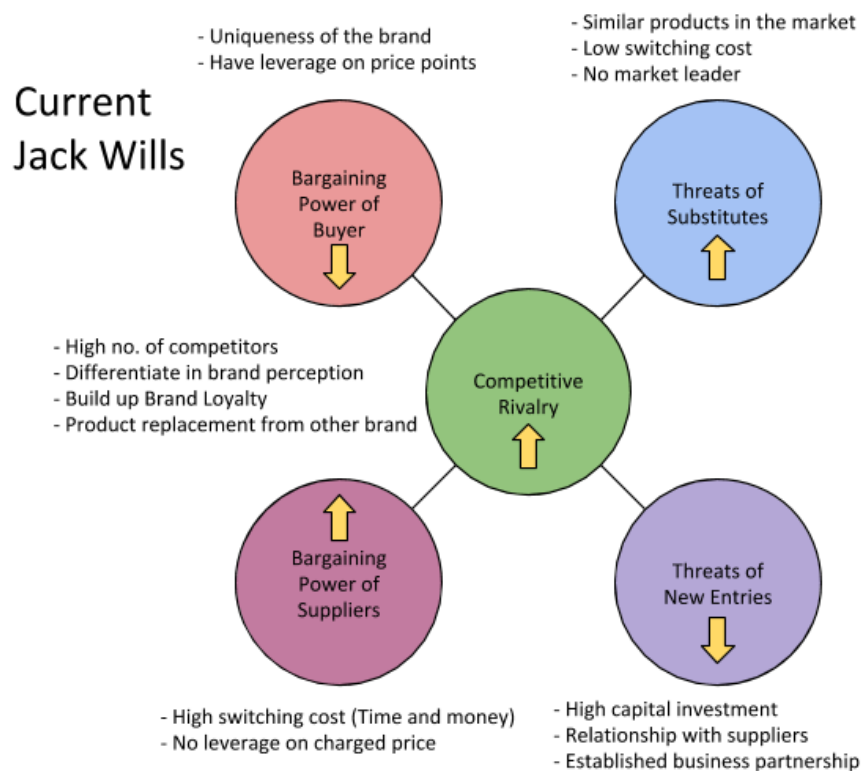 Current
Jack Wills
- Uniqueness of the brand
- Have leverage on price points
- Similar products in the market
- Low switching cost
- No market leader
Bargaining
Power of
Buyer
Threats of
Substitutes
- High no. of competitors
- Differentiate in brand perception
- Build up Brand Loyalty
- Product replacement from other brand
Competitive
Rivalry
Bargaining
Power of
Suppliers
Threats of
New Entries
- High switching cost (Time and money)
- No leverage on charged price
- High capital investment
- Relationship with suppliers
- Established business partnership